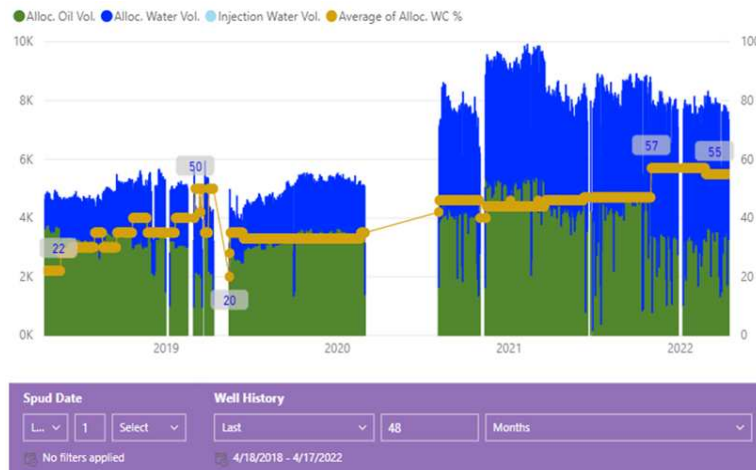 Alloc. Oil Vol. Alloc. Water Vol. Injection Water Vol. Average of Alloc. WC %
10K 100
8K 80
6K 60
4K 40
2K 20
0K 0
22
50
20
57
55
2019 2020 2021 2022
Spud Date Well History
L... 1 Select Last 48 Months
No filters applied 4/18/2018 - 4/17/2022